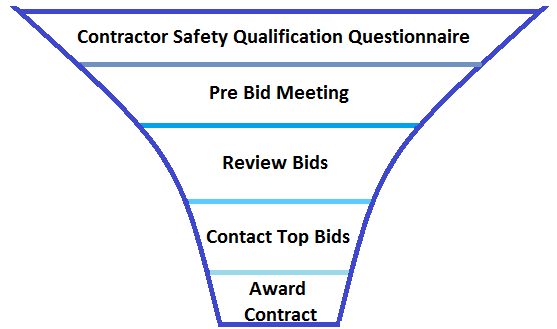 Contractor Safety Qualification Questionnaire
Pre Bid Meeting
Review Bids
Contact Top Bids
Award
Contract